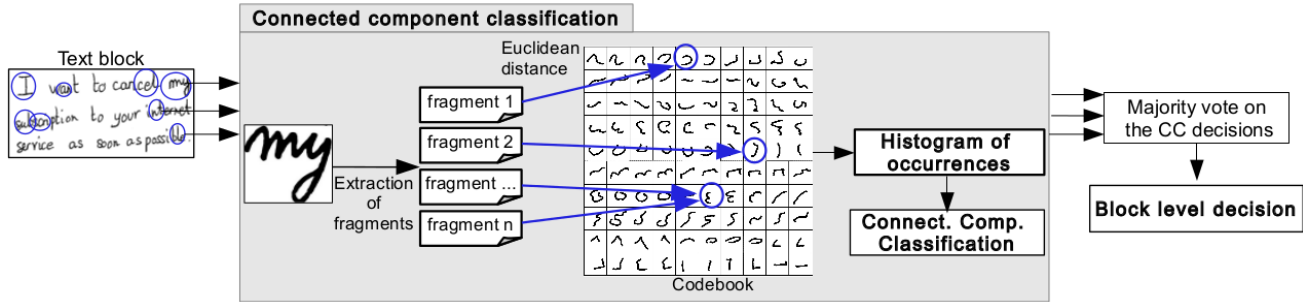 Connected component classification
Text block
I want to cancel my
subscription to your internet
service as soon as possible.
my
Extraction
of
fragments
fragment 1
fragment 2
fragment ...
fragment n
Euclidean
distance
Codebook
Histogram of
occurrences
Connect. Comp.
Classification
Majority vote on
the CC decisions
Block level decision